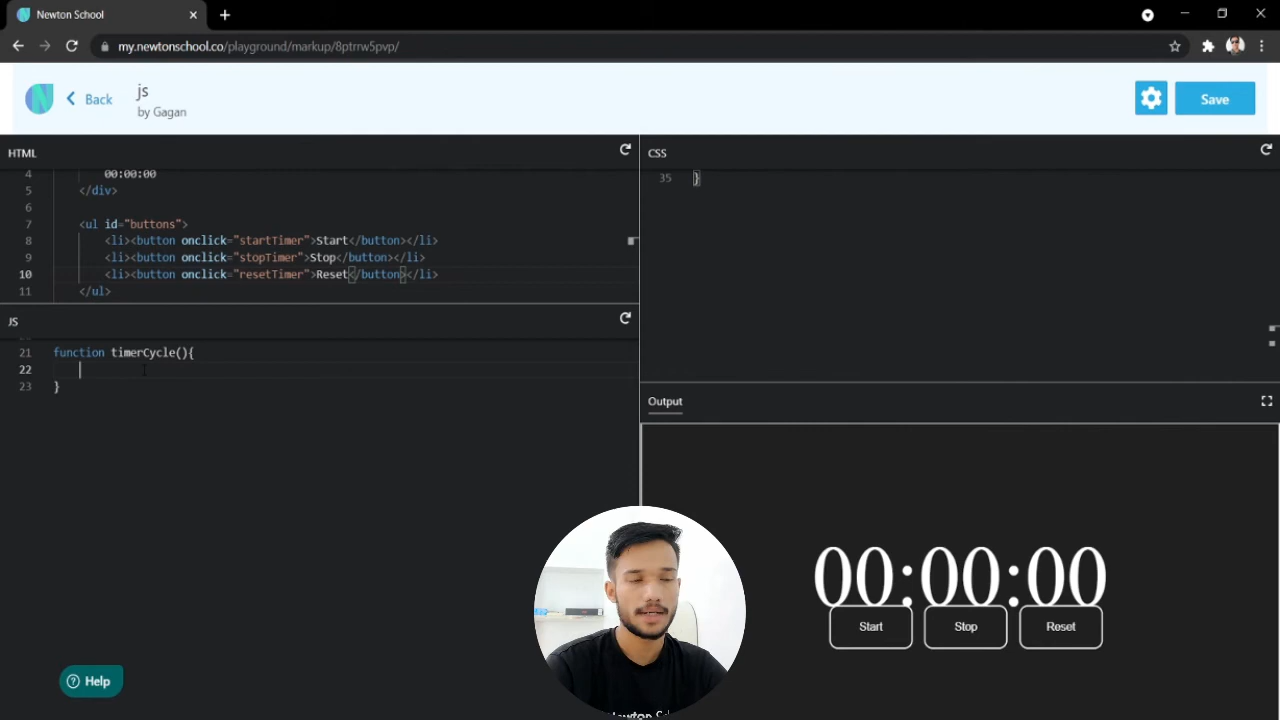 Newton School
my.newtonschool.co/playground/markup/8ptrrw5pvp/
Back
js
by Gagan
Save
HTML
4 00:00:00
5 </div>
6
7 <ul id="buttons">
8 <li><button onclick="startTimer">Start</button></li>
9 <li><button onclick="stopTimer">Stop</button></li>
10 <li><button onclick="resetTimer">Reset</button></li>
11 </ul>
JS
21 function timerCycle(){
22
23 }
Help
CSS
35 }
Output
00:00:00
Start Stop Reset
Newton